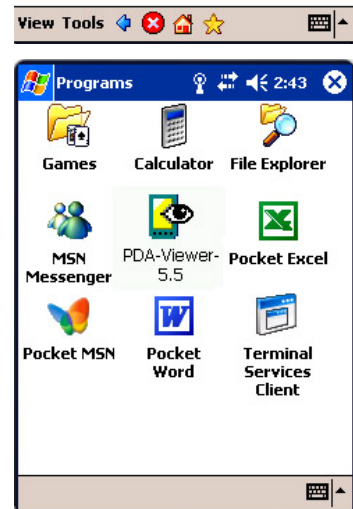 View Tools
Programs 2:43
Games Calculator File Explorer
MSN Messenger
PDA-Viewer-5.5
Pocket Excel
Pocket MSN
Pocket Word
Terminal Services Client